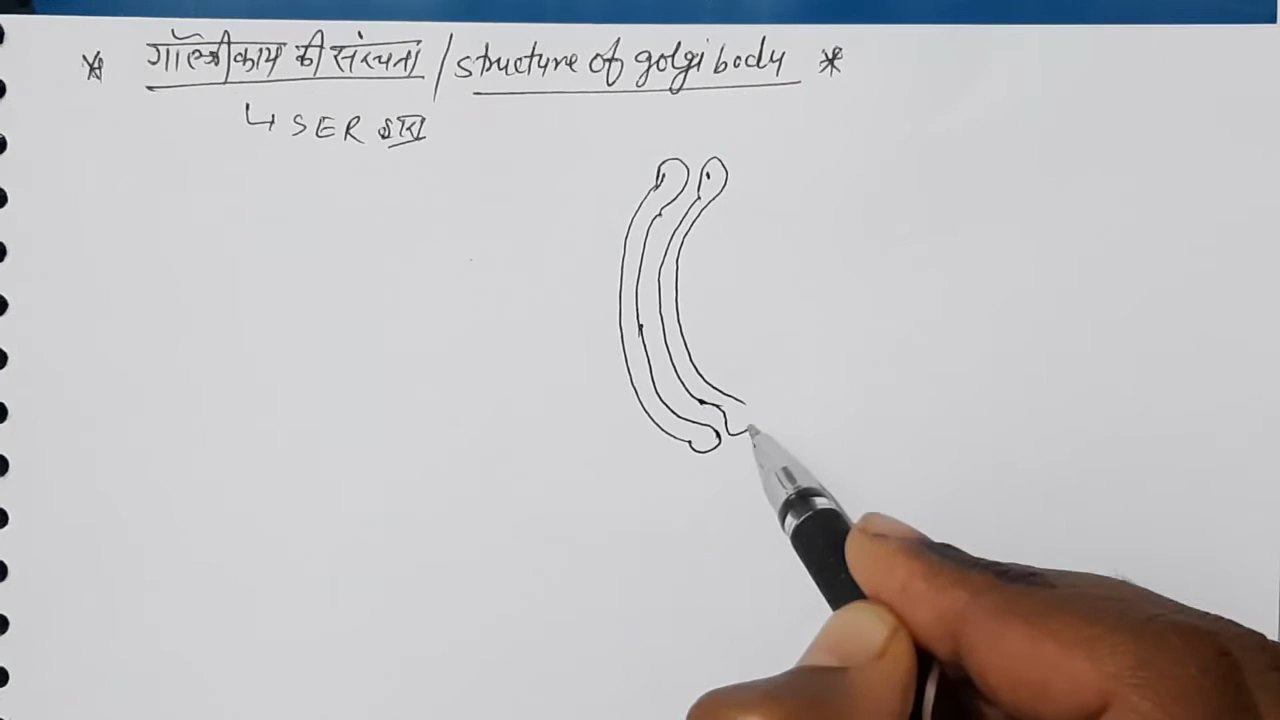 * गॉल्जीकाय की संरचना / structure of golgi body *
↳ SER द्वारा